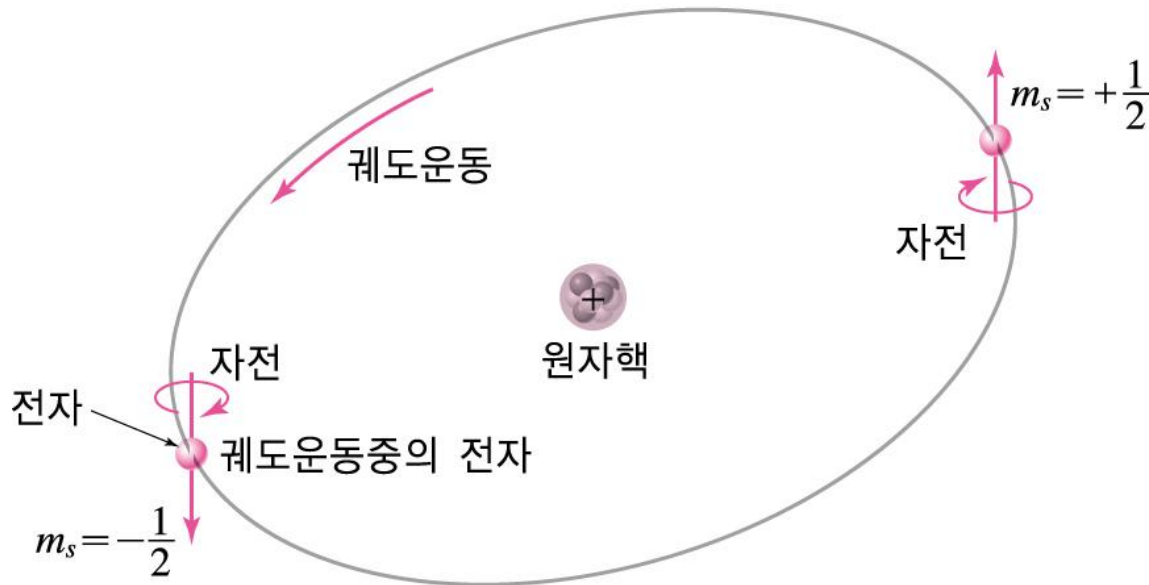 m_s = +1/2
궤도운동
자전
+
원자핵
자전
전자
궤도운동중의 전자
m_s = -1/2